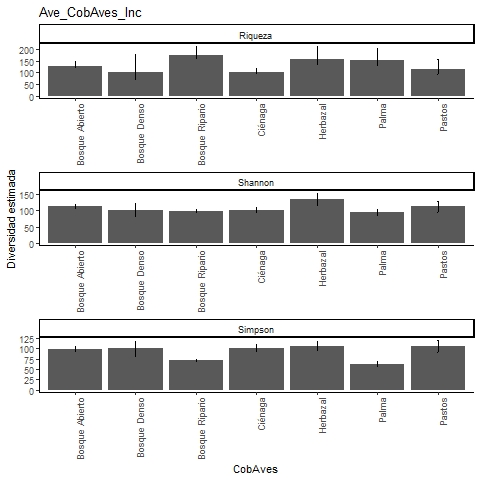 Ave_CobAves_Inc
Riqueza
200
150
100
50
0
Bosque Abierto
Bosque Denso
Bosque Ripario
Ciénaga
Herbazal
Palma
Pastos
Diversidad estimada
Shannon
150
100
50
0
Bosque Abierto
Bosque Denso
Bosque Ripario
Ciénaga
Herbazal
Palma
Pastos
Simpson
125
100
75
50
25
0
Bosque Abierto
Bosque Denso
Bosque Ripario
Ciénaga
Herbazal
Palma
Pastos
CobAves